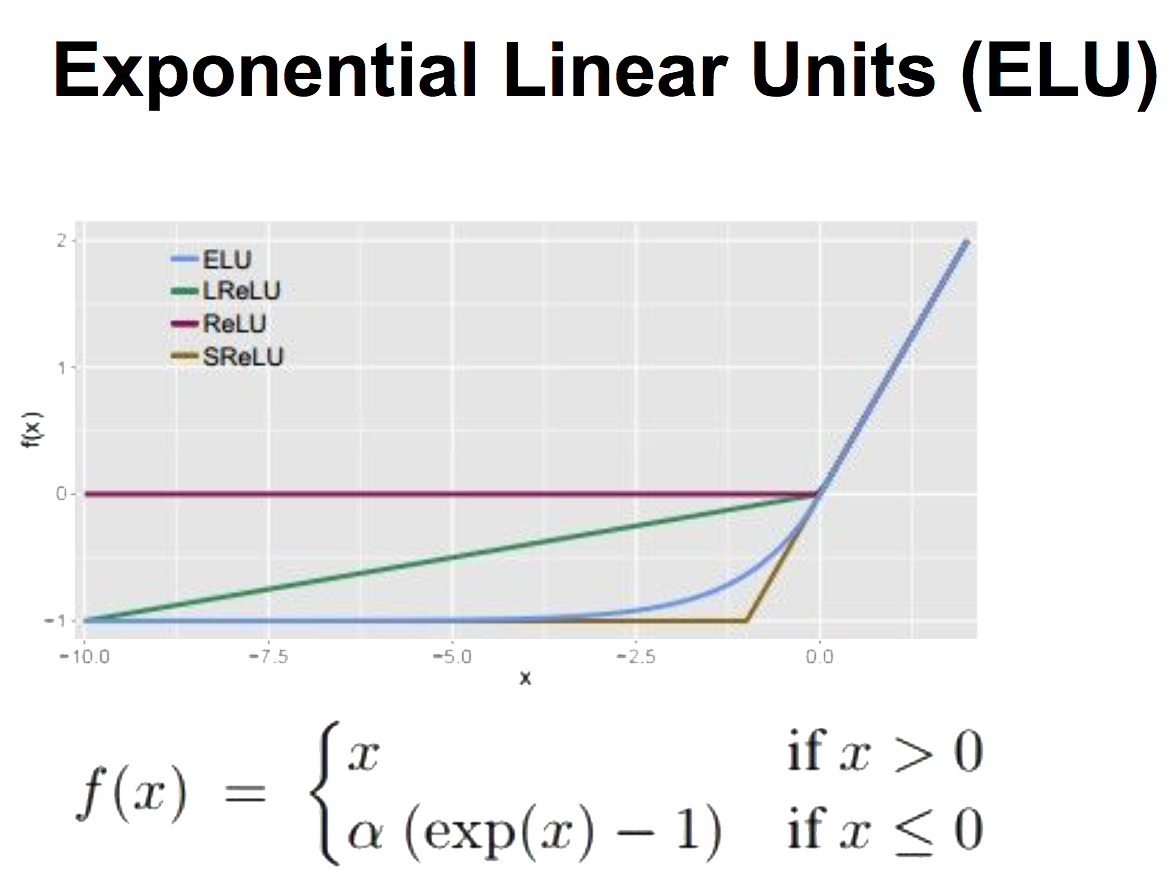 Exponential Linear Units (ELU)
2
ELU
LReLU
ReLU
SReLU
1
f(x)
0
−1
−10.0 −7.5 −5.0 −2.5 0.0
x
f(x) = { x if x > 0
α (exp(x) − 1) if x ≤ 0